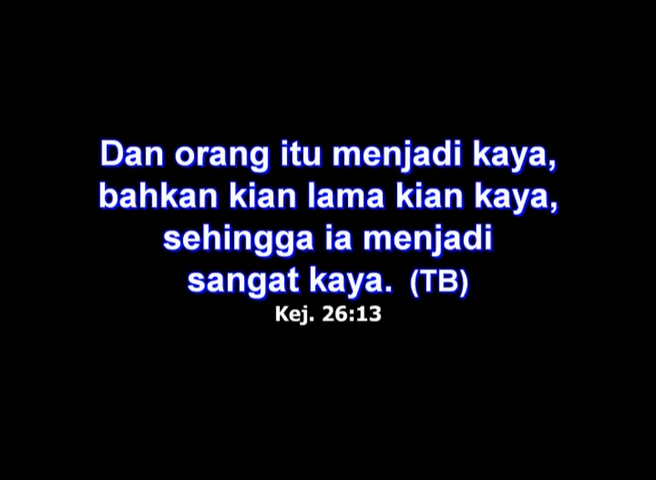 Dan orang itu menjadi kaya,
bahkan kian lama kian kaya,
sehingga ia menjadi
sangat kaya. (TB)
Kej. 26:13